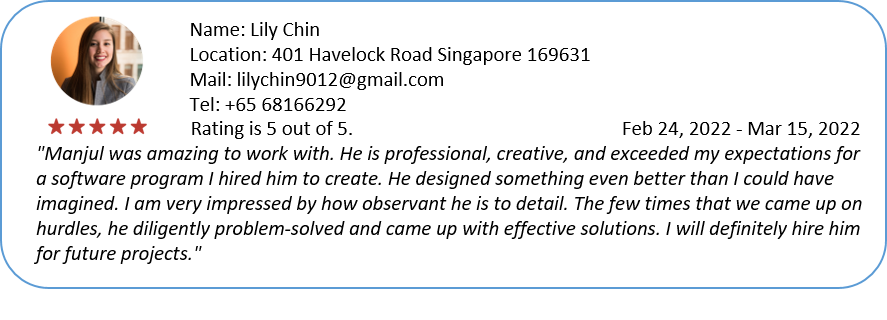 Name: Lily Chin
Location: 401 Havelock Road Singapore 169631
Mail: lilychin9012@gmail.com
Tel: +65 68166292
Rating is 5 out of 5. Feb 24, 2022 - Mar 15, 2022
"Manjul was amazing to work with. He is professional, creative, and exceeded my expectations for
a software program I hired him to create. He designed something even better than I could have
imagined. I am very impressed by how observant he is to detail. The few times that we came up on
hurdles, he diligently problem-solved and came up with effective solutions. I will definitely hire him
for future projects."